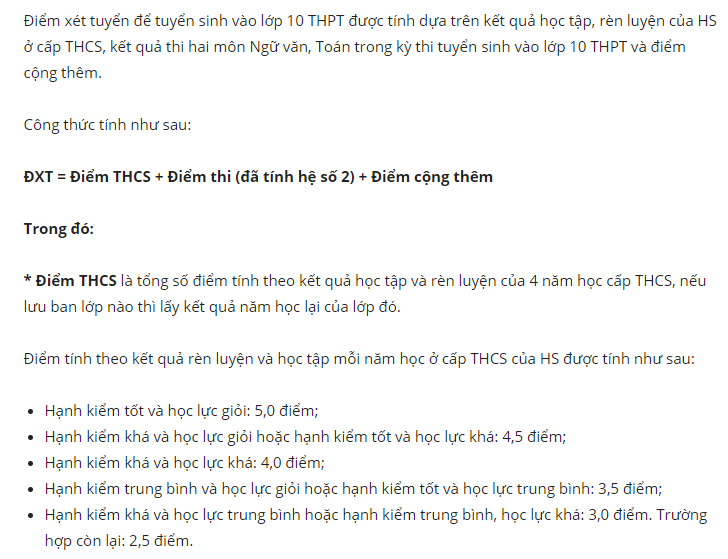 Điểm xét tuyển để tuyển sinh vào lớp 10 THPT được tính dựa trên kết quả học tập, rèn luyện của HS
ở cấp THCS, kết quả thi hai môn Ngữ văn, Toán trong kỳ thi tuyển sinh vào lớp 10 THPT và điểm
cộng thêm.
Công thức tính như sau:
ĐXT = Điểm THCS + Điểm thi (đã tính hệ số 2) + Điểm cộng thêm
Trong đó:
* Điểm THCS là tổng số điểm tính theo kết quả học tập và rèn luyện của 4 năm học cấp THCS, nếu
lưu ban lớp nào thì lấy kết quả năm học lại của lớp đó.
Điểm tính theo kết quả rèn luyện và học tập mỗi năm học ở cấp THCS của HS được tính như sau:
• Hạnh kiểm tốt và học lực giỏi: 5,0 điểm;
• Hạnh kiểm khá và học lực giỏi hoặc hạnh kiểm tốt và học lực khá: 4,5 điểm;
• Hạnh kiểm khá và học lực khá: 4,0 điểm;
• Hạnh kiểm trung bình và học lực giỏi hoặc hạnh kiểm tốt và học lực trung bình: 3,5 điểm;
• Hạnh kiểm khá và học lực trung bình hoặc hạnh kiểm trung bình, học lực khá: 3,0 điểm. Trường
hợp còn lại: 2,5 điểm.